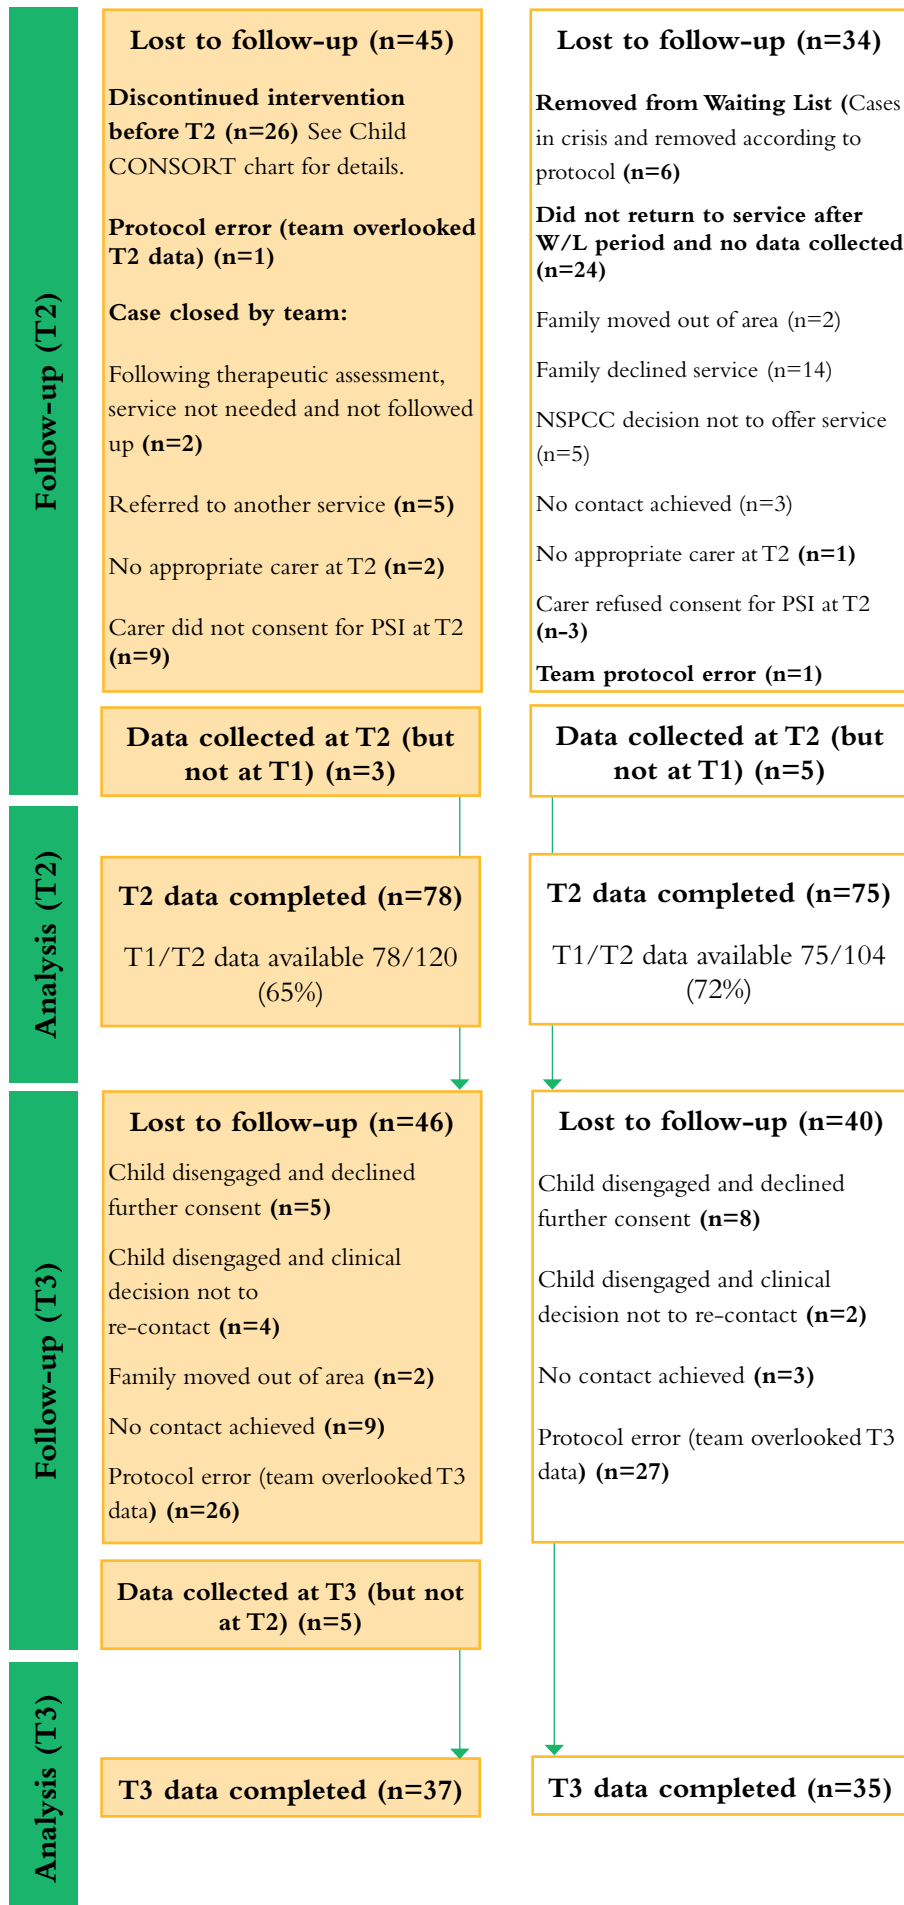 Follow-up (T2)
Lost to follow-up (n=45)
Discontinued intervention
before T2 (n=26) See Child
CONSORT chart for details.
Protocol error (team overlooked
T2 data) (n=1)
Case closed by team:
Following therapeutic assessment,
service not needed and not followed
up (n=2)
Referred to another service (n=5)
No appropriate carer at T2 (n=2)
Carer did not consent for PSI at T2
(n=9)
Data collected at T2 (but
not at T1) (n=3)
Lost to follow-up (n=34)
Removed from Waiting List (Cases
in crisis and removed according to
protocol (n=6)
Did not return to service after
W/L period and no data collected
(n=24)
Family moved out of area (n=2)
Family declined service (n=14)
NSPCC decision not to offer service
(n=5)
No contact achieved (n=3)
No appropriate carer at T2 (n=1)
Carer refused consent for PSI at T2
(n-3)
Team protocol error (n=1)
Data collected at T2 (but
not at T1) (n=5)
Analysis (T2)
T2 data completed (n=78)
T1/T2 data available 78/120
(65%)
T2 data completed (n=75)
T1/T2 data available 75/104
(72%)
Follow-up (T3)
Lost to follow-up (n=46)
Child disengaged and declined
further consent (n=5)
Child disengaged and clinical
decision not to
re-contact (n=4)
Family moved out of area (n=2)
No contact achieved (n=9)
Protocol error (team overlooked T3
data) (n=26)
Data collected at T3 (but not
at T2) (n=5)
Lost to follow-up (n=40)
Child disengaged and declined
further consent (n=8)
Child disengaged and clinical
decision not to re-contact (n=2)
No contact achieved (n=3)
Protocol error (team overlooked T3
data) (n=27)
Analysis (T3)
T3 data completed (n=37)
T3 data completed (n=35)